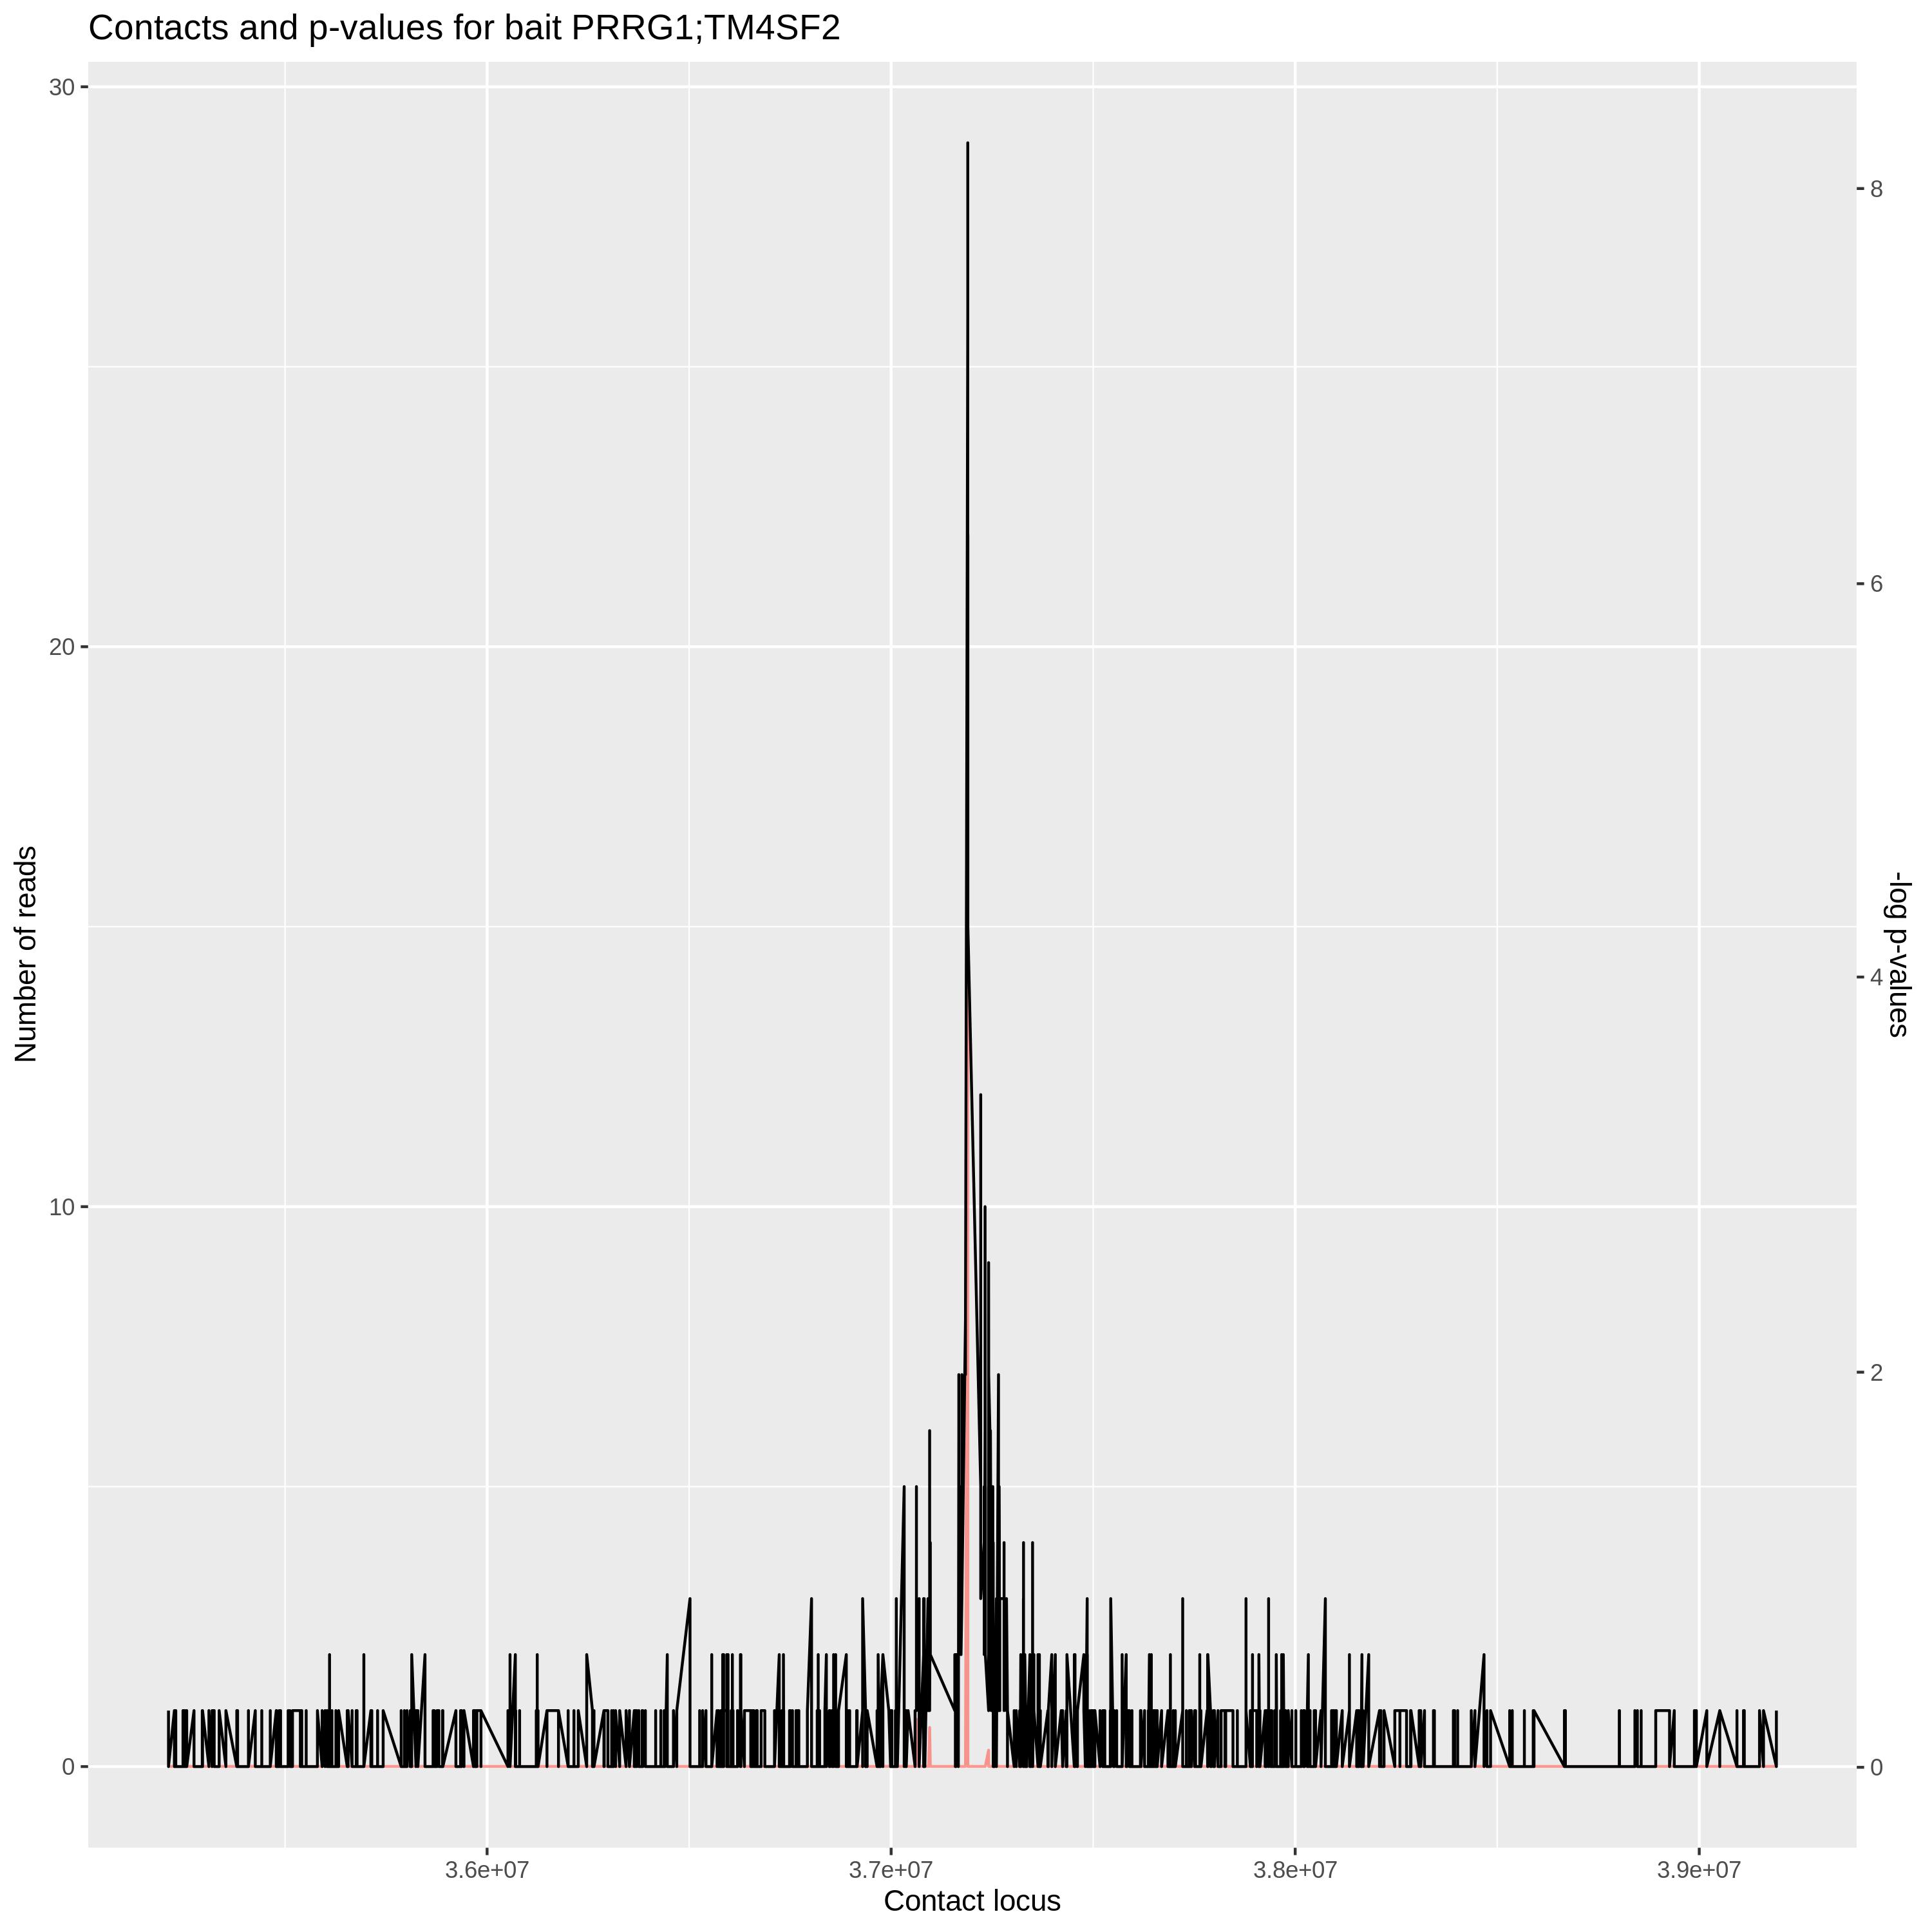 Contacts and p-values for bait PRRG1;TM4SF2
30
20
10
0
Number of reads
8
6
4
2
0
-log p-values
3.6e+07
3.7e+07
3.8e+07
3.9e+07
Contact locus